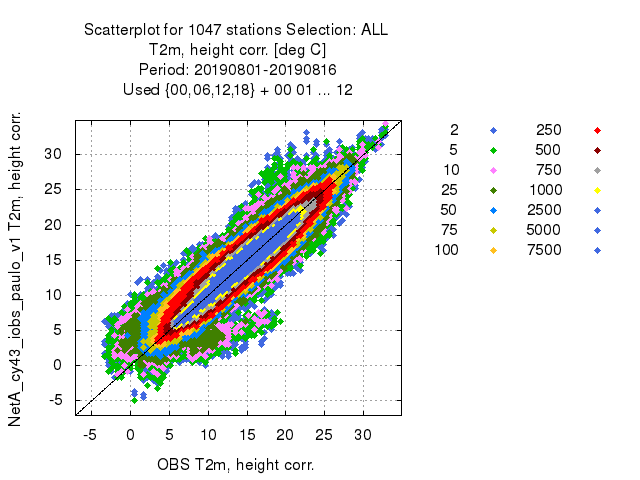 Scatterplot for 1047 stations Selection: ALL
T2m, height corr. [deg C]
Period: 20190801-20190816
Used {00,06,12,18} + 00 01 ... 12
NetA_cy43_iobs_paulo_v1 T2m, height corr.
30
25
20
15
10
5
0
-5
-5 0 5 10 15 20 25 30
OBS T2m, height corr.
2 250
5 500
10 750
25 1000
50 2500
75 5000
100 7500